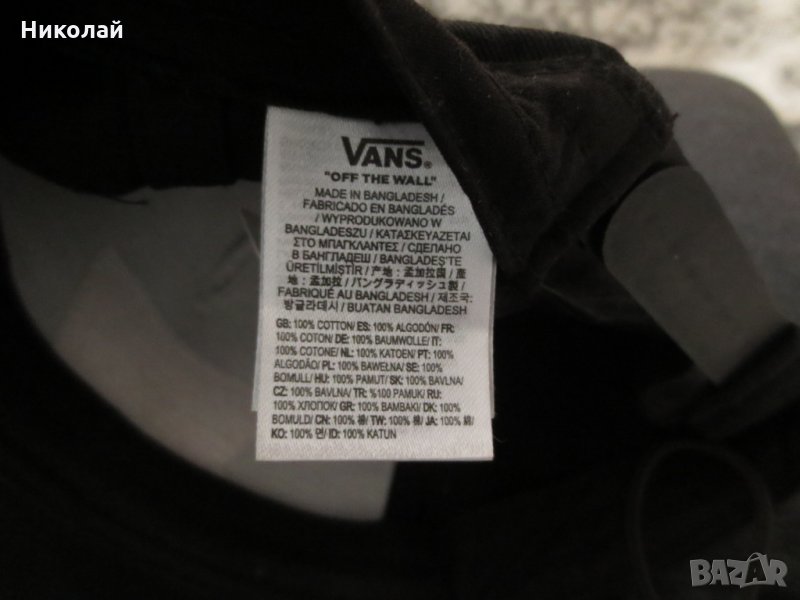 Николай
VANS®
"OFF THE WALL"
MADE IN BANGLADESH /
FABRICADO EN BANGLADÉS
/ WYPRODUKOWANO W
BANGLADESZU / ΚΑΤΑΣΚΕΥΑΖΕΤΑΙ
ΣΤΟ ΜΠΑΓΚΛΑΝΤΕΣ / СДЕЛАНО
В БАНГЛАДЕШ / BANGLADEŞ'TE
ÜRETİLMİŞTİR / 产地：孟加拉国 / 產
地：孟加拉 / バングラディッシュ製 /
FABRIQUÉ AU BANGLADESH / 제조국:
방글라데시 / BUATAN BANGLADESH
GB: 100% COTTON/ ES: 100% ALGODÓN/ FR:
100% COTON/ DE: 100% BAUMWOLLE/ IT:
100% COTONE/ NL: 100% KATOEN/ PT: 100%
ALGODÃO/ PL: 100% BAWEŁNA/ SE: 100%
BOMULL/ HU: 100% PAMUT/ SK: 100% BAVLNA/
CZ: 100% BAVLNA/ TR: %100 PAMUK/ RU:
100% ХЛОПОК/ GR: 100% BAMBAKI/ DK: 100%
BOMULD/ CN: 100% 棉/ TW: 100% 棉/ JA: 100% 綿/
KO: 100% 면/ ID: 100% KATUN
BAZAR